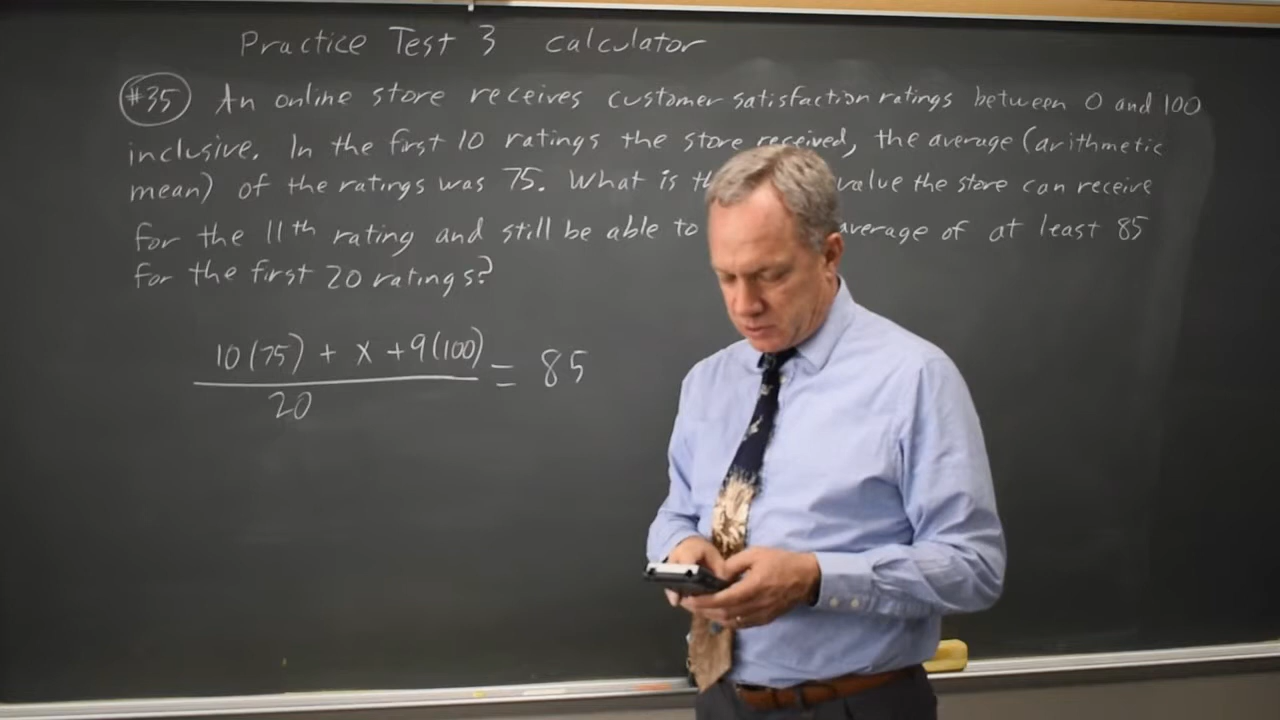 Practice Test 3 calculator
#35 An online store receives customer satisfaction ratings between 0 and 100
inclusive. In the first 10 ratings the store received, the average (arithmetic
mean) of the ratings was 75. What is value the store can receive
for the 11th rating and still be able to average of at least 85
for the first 20 ratings?
10(75) + x + 9(100)
= 85
20